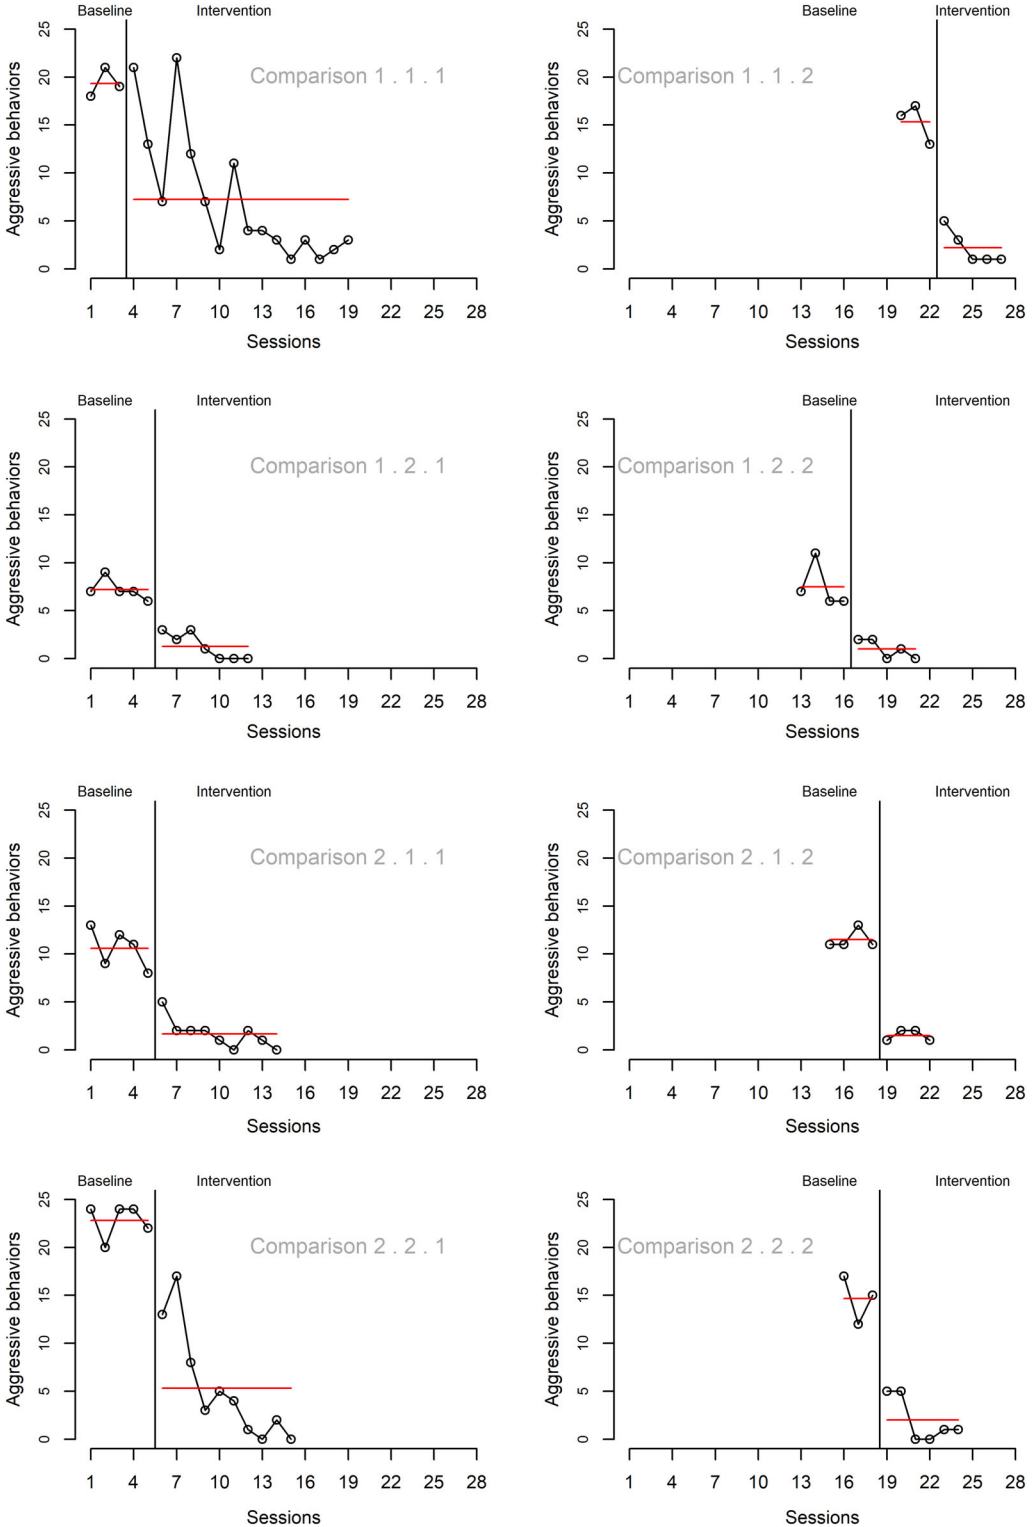 Baseline Intervention
Comparison 1 . 1 . 1
Aggressive behaviors
25
20
15
10
5
0
1 4 7 10 13 16 19 22 25 28
Sessions
Baseline Intervention
Comparison 1 . 1 . 2
Aggressive behaviors
25
20
15
10
5
0
1 4 7 10 13 16 19 22 25 28
Sessions
Baseline Intervention
Comparison 1 . 2 . 1
Aggressive behaviors
25
20
15
10
5
0
1 4 7 10 13 16 19 22 25 28
Sessions
Baseline Intervention
Comparison 1 . 2 . 2
Aggressive behaviors
25
20
15
10
5
0
1 4 7 10 13 16 19 22 25 28
Sessions
Baseline Intervention
Comparison 2 . 1 . 1
Aggressive behaviors
25
20
15
10
5
0
1 4 7 10 13 16 19 22 25 28
Sessions
Baseline Intervention
Comparison 2 . 1 . 2
Aggressive behaviors
25
20
15
10
5
0
1 4 7 10 13 16 19 22 25 28
Sessions
Baseline Intervention
Comparison 2 . 2 . 1
Aggressive behaviors
25
20
15
10
5
0
1 4 7 10 13 16 19 22 25 28
Sessions
Baseline Intervention
Comparison 2 . 2 . 2
Aggressive behaviors
25
20
15
10
5
0
1 4 7 10 13 16 19 22 25 28
Sessions